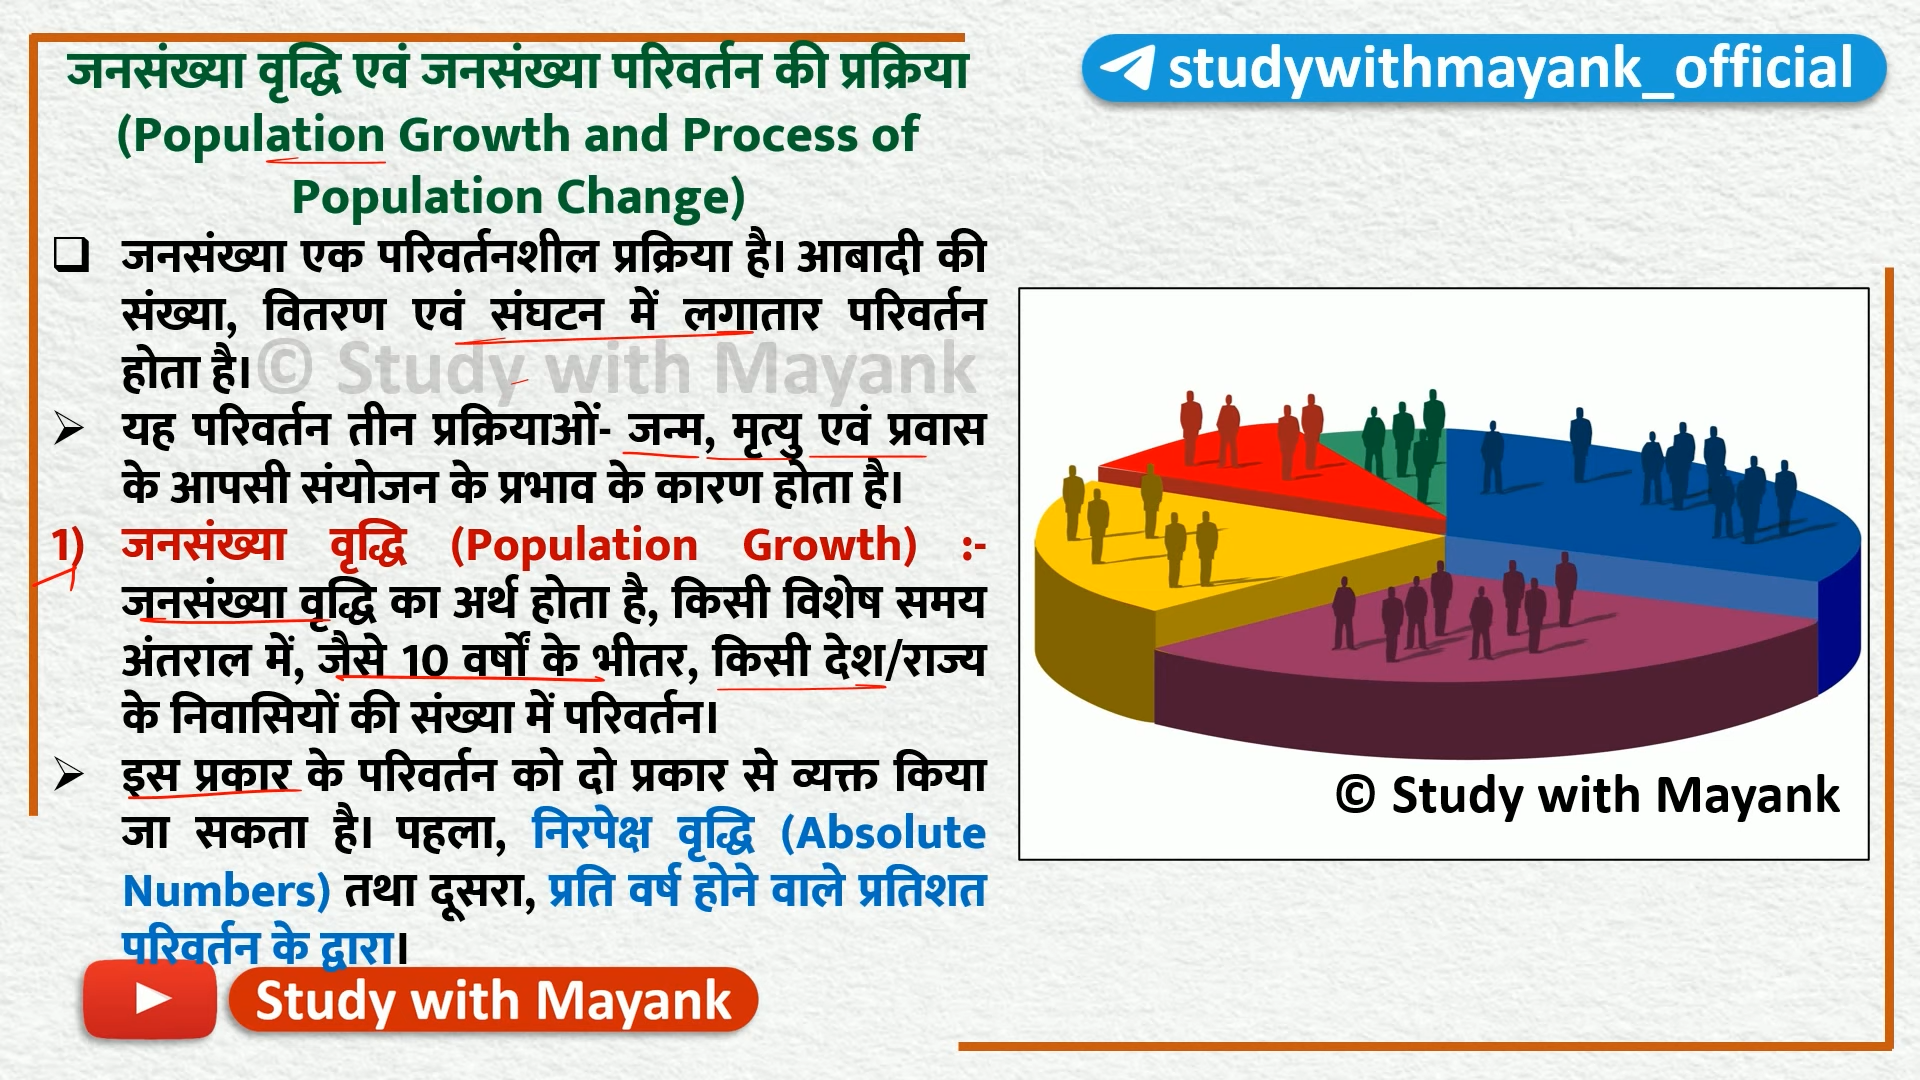 जनसंख्या वृद्धि एवं जनसंख्या परिवर्तन की प्रक्रिया
(Population Growth and Process of
Population Change)
❑ जनसंख्या एक परिवर्तनशील प्रक्रिया है। आबादी की
संख्या, वितरण एवं संघटन में लगातार परिवर्तन
होता है।
© Study with Mayank
➢ यह परिवर्तन तीन प्रक्रियाओं- जन्म, मृत्यु एवं प्रवास
के आपसी संयोजन के प्रभाव के कारण होता है।
1) जनसंख्या वृद्धि (Population Growth) :-
जनसंख्या वृद्धि का अर्थ होता है, किसी विशेष समय
अंतराल में, जैसे 10 वर्षों के भीतर, किसी देश/राज्य
के निवासियों की संख्या में परिवर्तन।
➢ इस प्रकार के परिवर्तन को दो प्रकार से व्यक्त किया
जा सकता है। पहला, निरपेक्ष वृद्धि (Absolute
Numbers) तथा दूसरा, प्रति वर्ष होने वाले प्रतिशत
परिवर्तन के द्वारा।
Study with Mayank
studywithmayank_official
© Study with Mayank